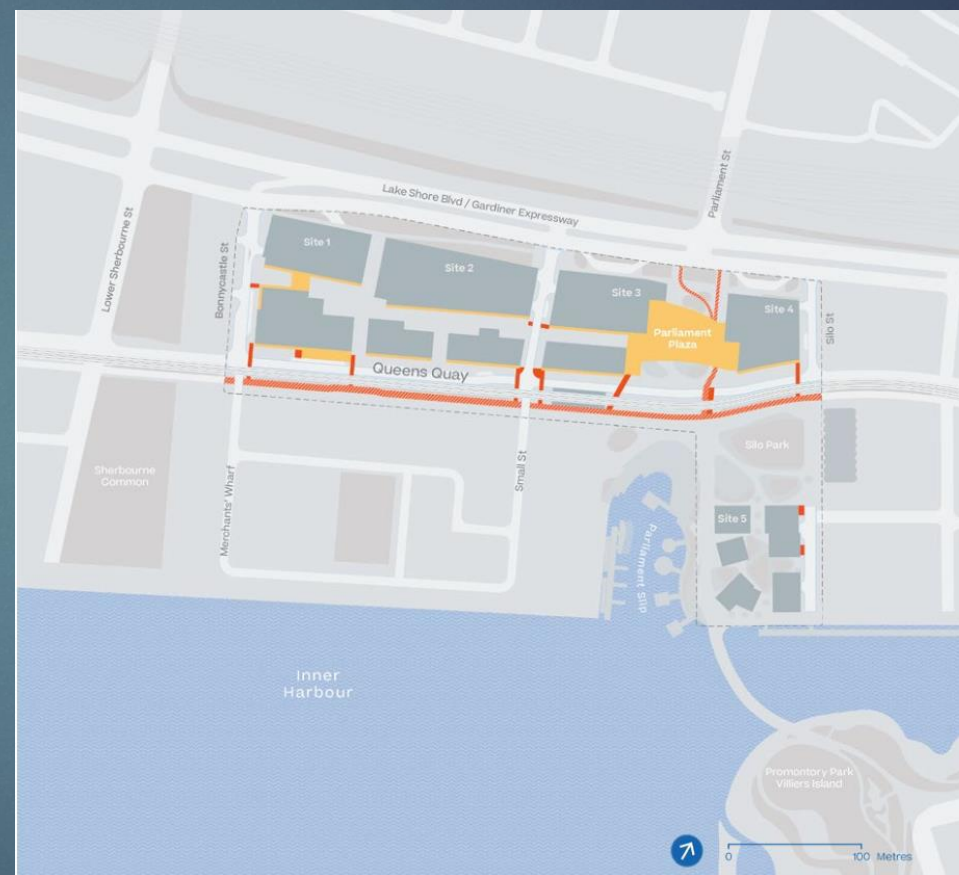 Lake Shore Blvd / Gardiner Expressway
Parliament St
Lower Sherbourne St
Bonnycastle St
Site 1
Site 2
Site 3
Site 4
Silo St
Parliament
Plaza
Queens Quay
Sherbourne
Common
Merchants' Wharf
Small St
Silo Park
Site 5
Parliament Slip
Inner
Harbour
Promontory Park
Villiers Island
0
100 Metres